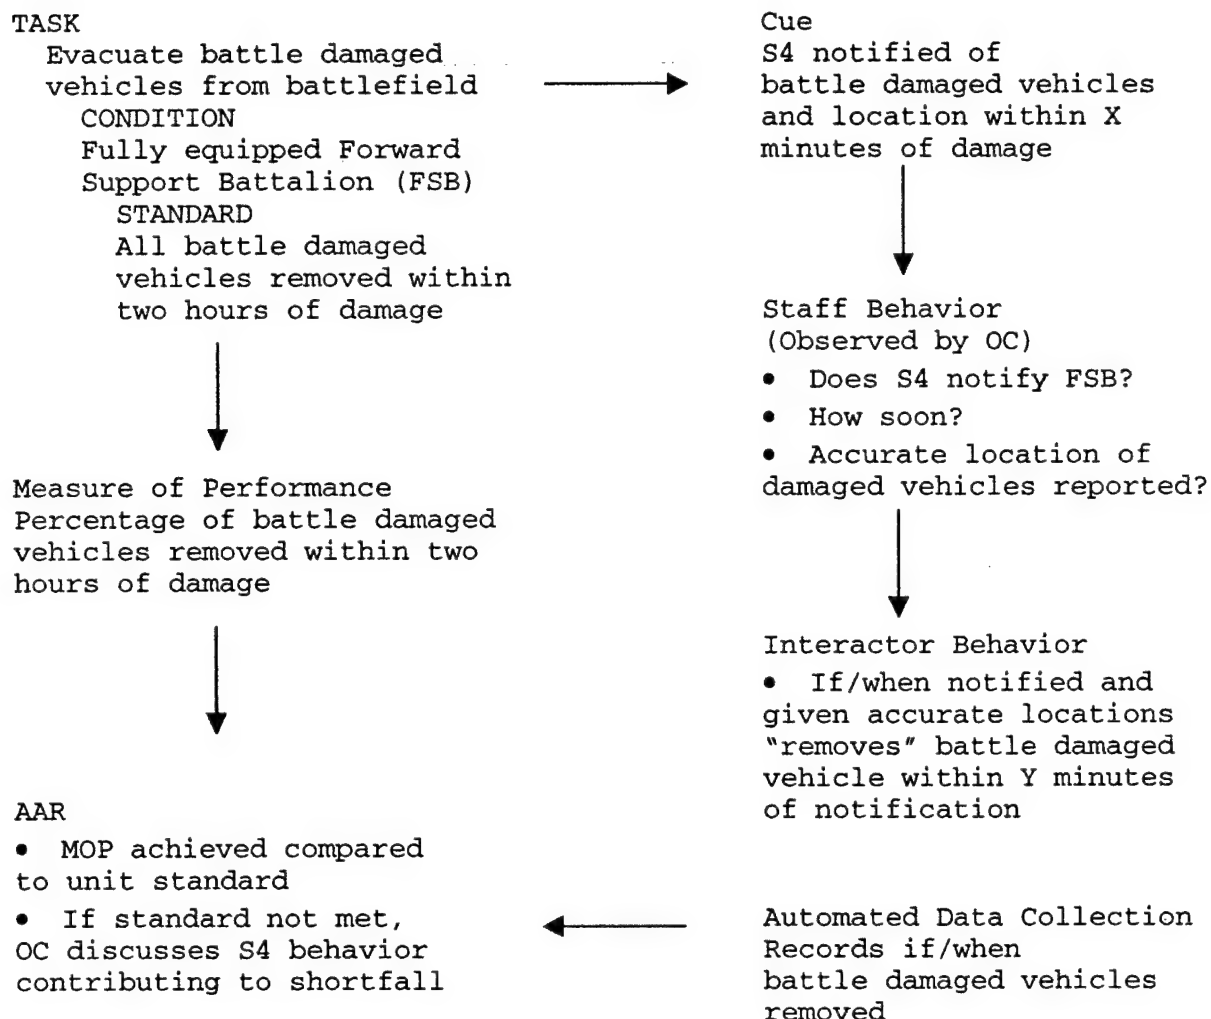 TASK
Evacuate battle damaged
vehicles from battlefield
CONDITION
Fully equipped Forward
Support Battalion (FSB)
STANDARD
All battle damaged
vehicles removed within
two hours of damage
Measure of Performance
Percentage of battle damaged
vehicles removed within two
hours of damage
AAR
• MOP achieved compared
to unit standard
• If standard not met,
OC discusses S4 behavior
contributing to shortfall
Cue
S4 notified of
battle damaged vehicles
and location within X
minutes of damage
Staff Behavior
(Observed by OC)
• Does S4 notify FSB?
• How soon?
• Accurate location of
damaged vehicles reported?
Interactor Behavior
• If/when notified and
given accurate locations
"removes" battle damaged
vehicle within Y minutes
of notification
Automated Data Collection
Records if/when
battle damaged vehicles
removed